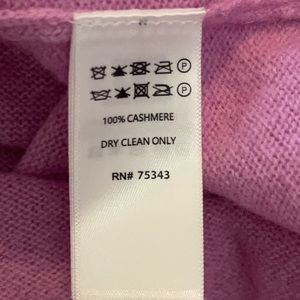 P
P
100% CASHMERE
DRY CLEAN ONLY
RN# 75343